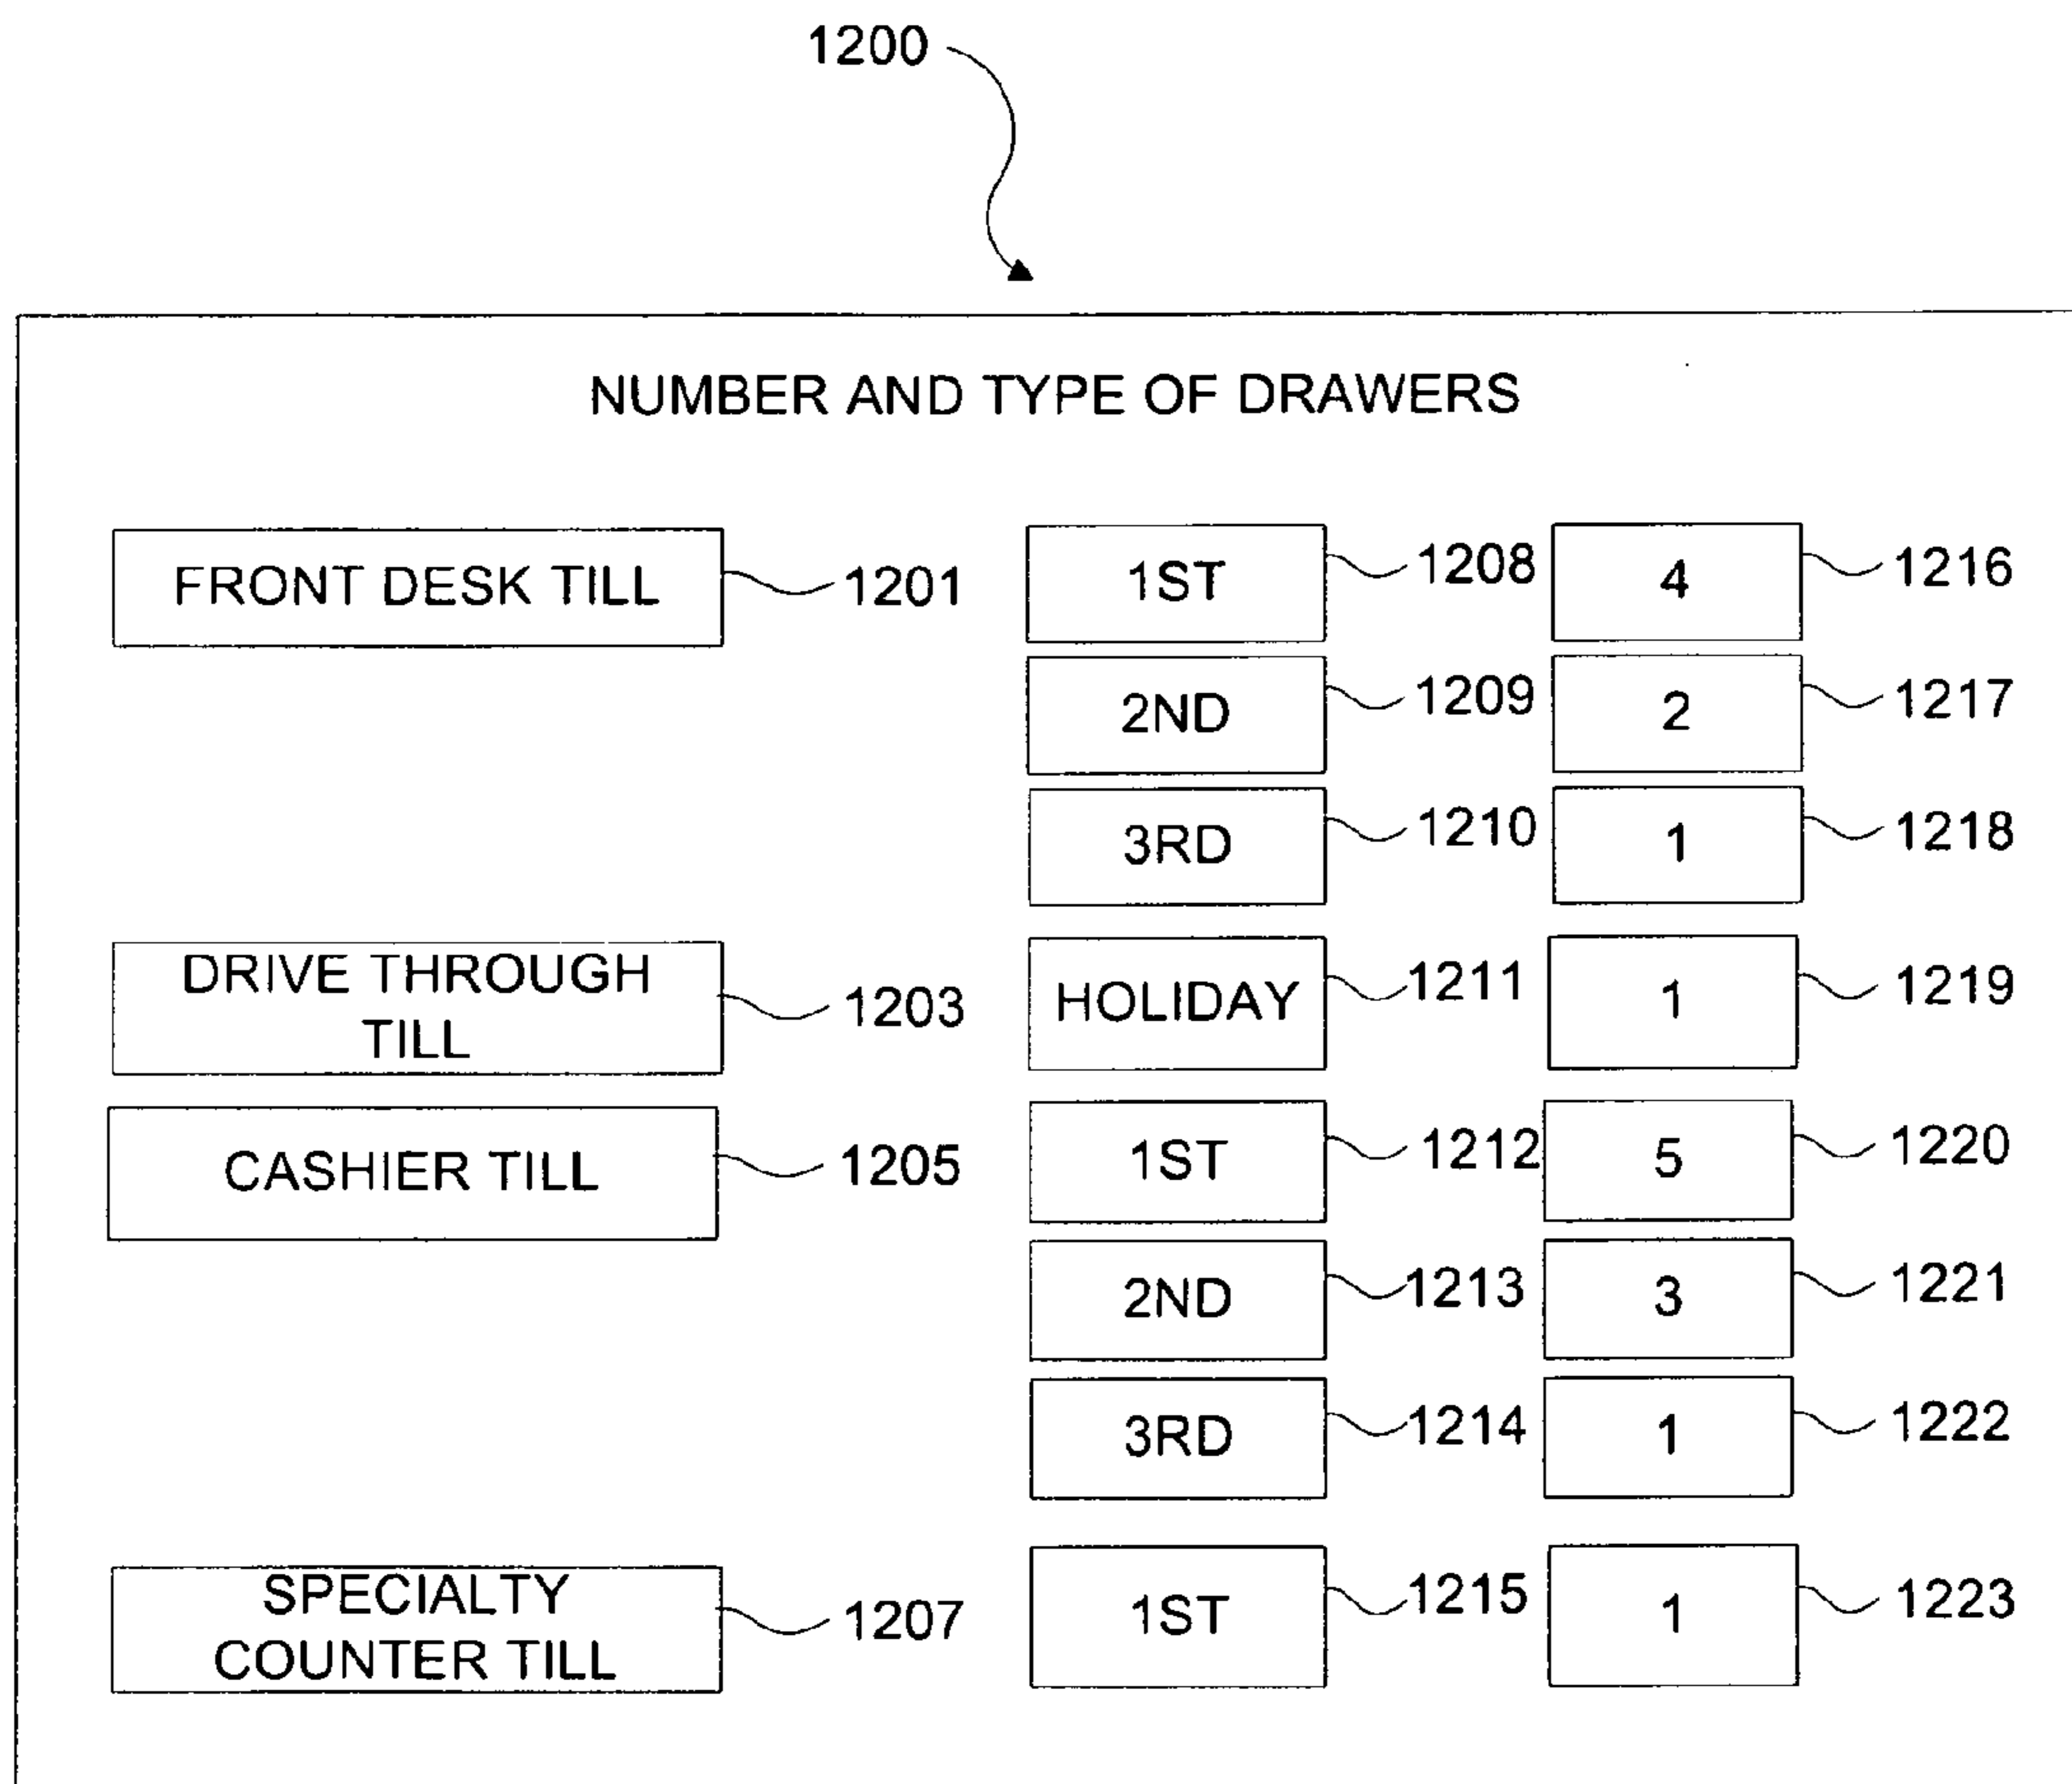 1200
NUMBER AND TYPE OF DRAWERS
FRONT DESK TILL 1201 1ST 1208 4 1216
2ND 1209 2 1217
3RD 1210 1 1218
DRIVE THROUGH
TILL 1203 HOLIDAY 1211 1 1219
CASHIER TILL 1205 1ST 1212 5 1220
2ND 1213 3 1221
3RD 1214 1 1222
SPECIALTY
COUNTER TILL 1207 1ST 1215 1 1223